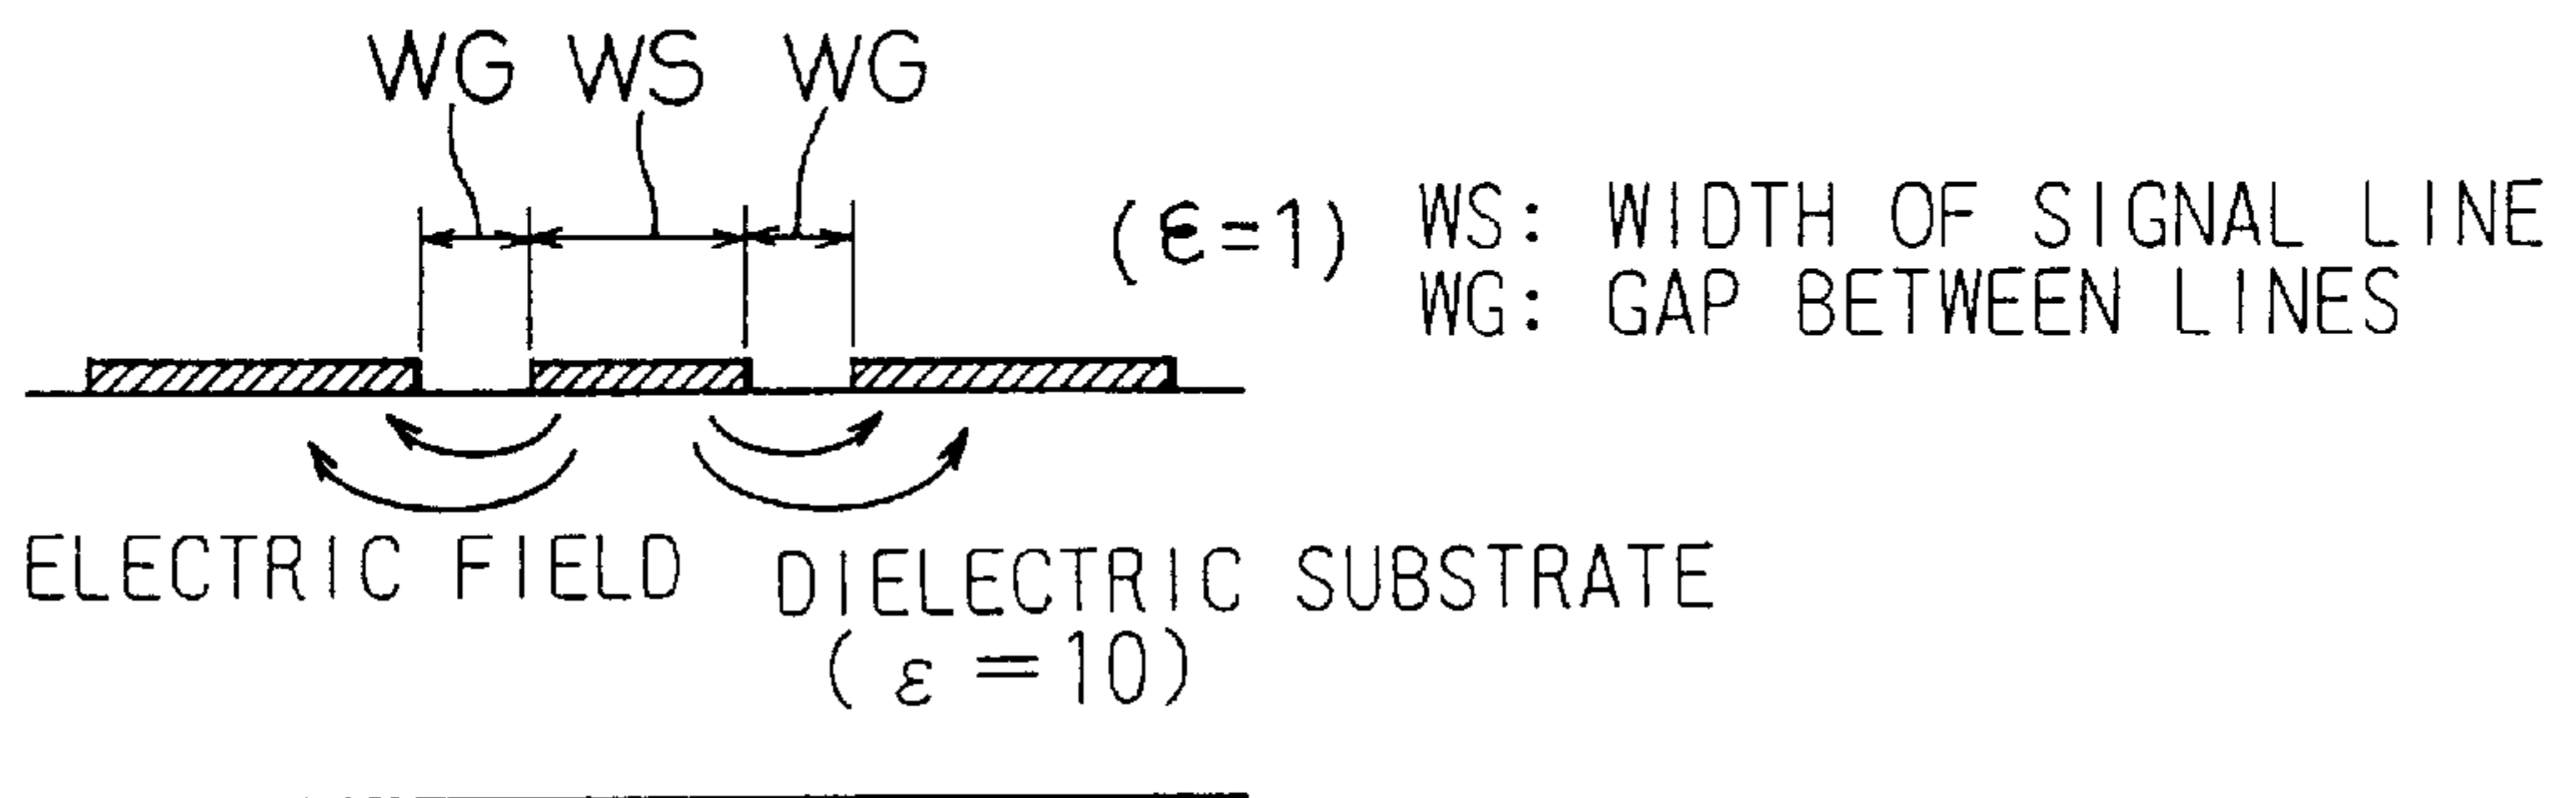 WG WS WG
(ε=1)
WS: WIDTH OF SIGNAL LINE
WG: GAP BETWEEN LINES
ELECTRIC FIELD
DIELECTRIC SUBSTRATE
(ε=10)